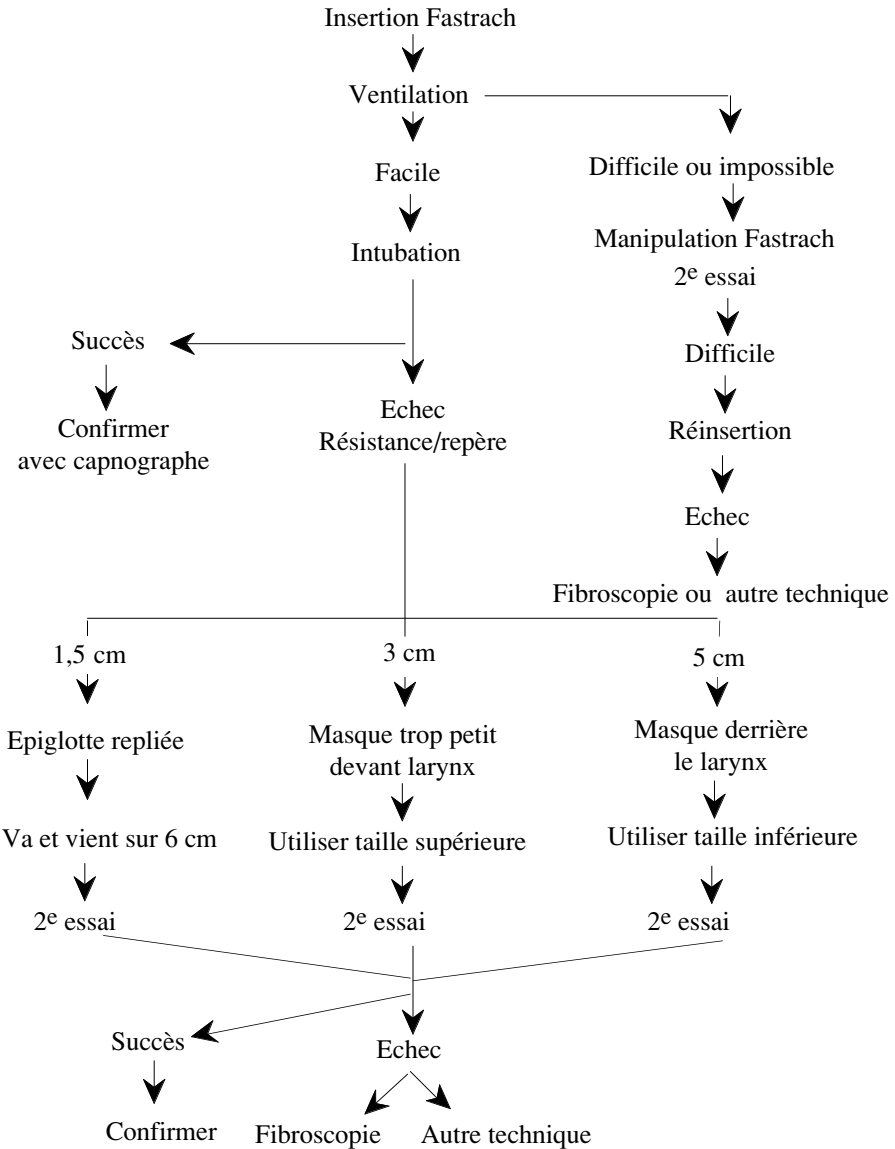 Insertion Fastrach
Ventilation
Facile
Difficile ou impossible
Intubation
Manipulation Fastrach
2e essai
Succès
Difficile
Confirmer
avec capnographe
Echec
Résistance/repère
Réinsertion
Echec
Fibroscopie ou autre technique
1,5 cm
3 cm
5 cm
Epiglotte repliée
Masque trop petit
devant larynx
Masque derrière
le larynx
Va et vient sur 6 cm
Utiliser taille supérieure
Utiliser taille inférieure
2e essai
2e essai
2e essai
Succès
Echec
Confirmer
Fibroscopie
Autre technique